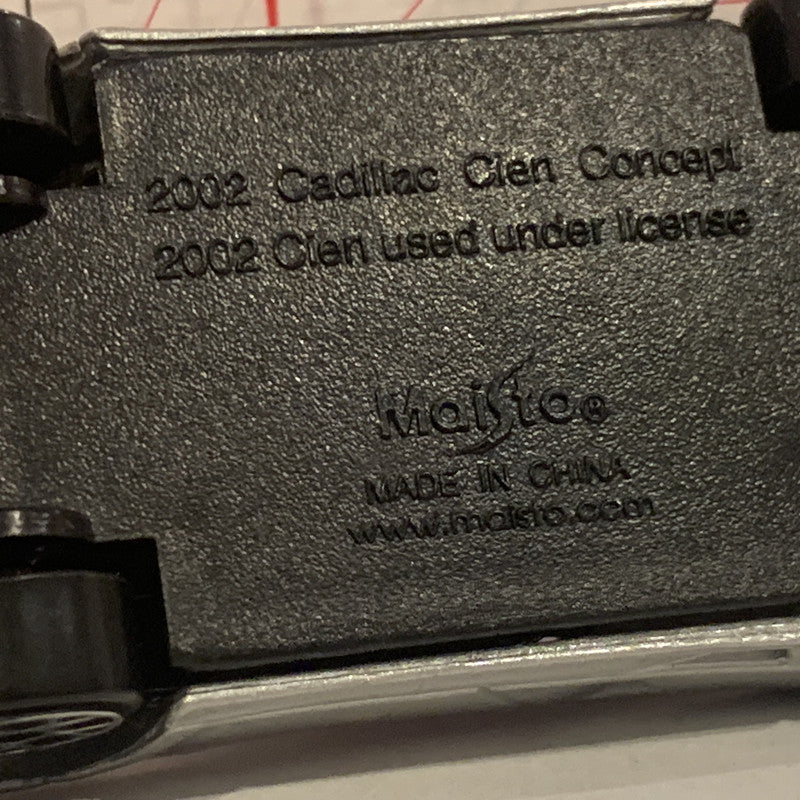 2002 Cadillac Cien Concept
2002 Cien used under license
Maisto®
MADE IN CHINA
www.maisto.com